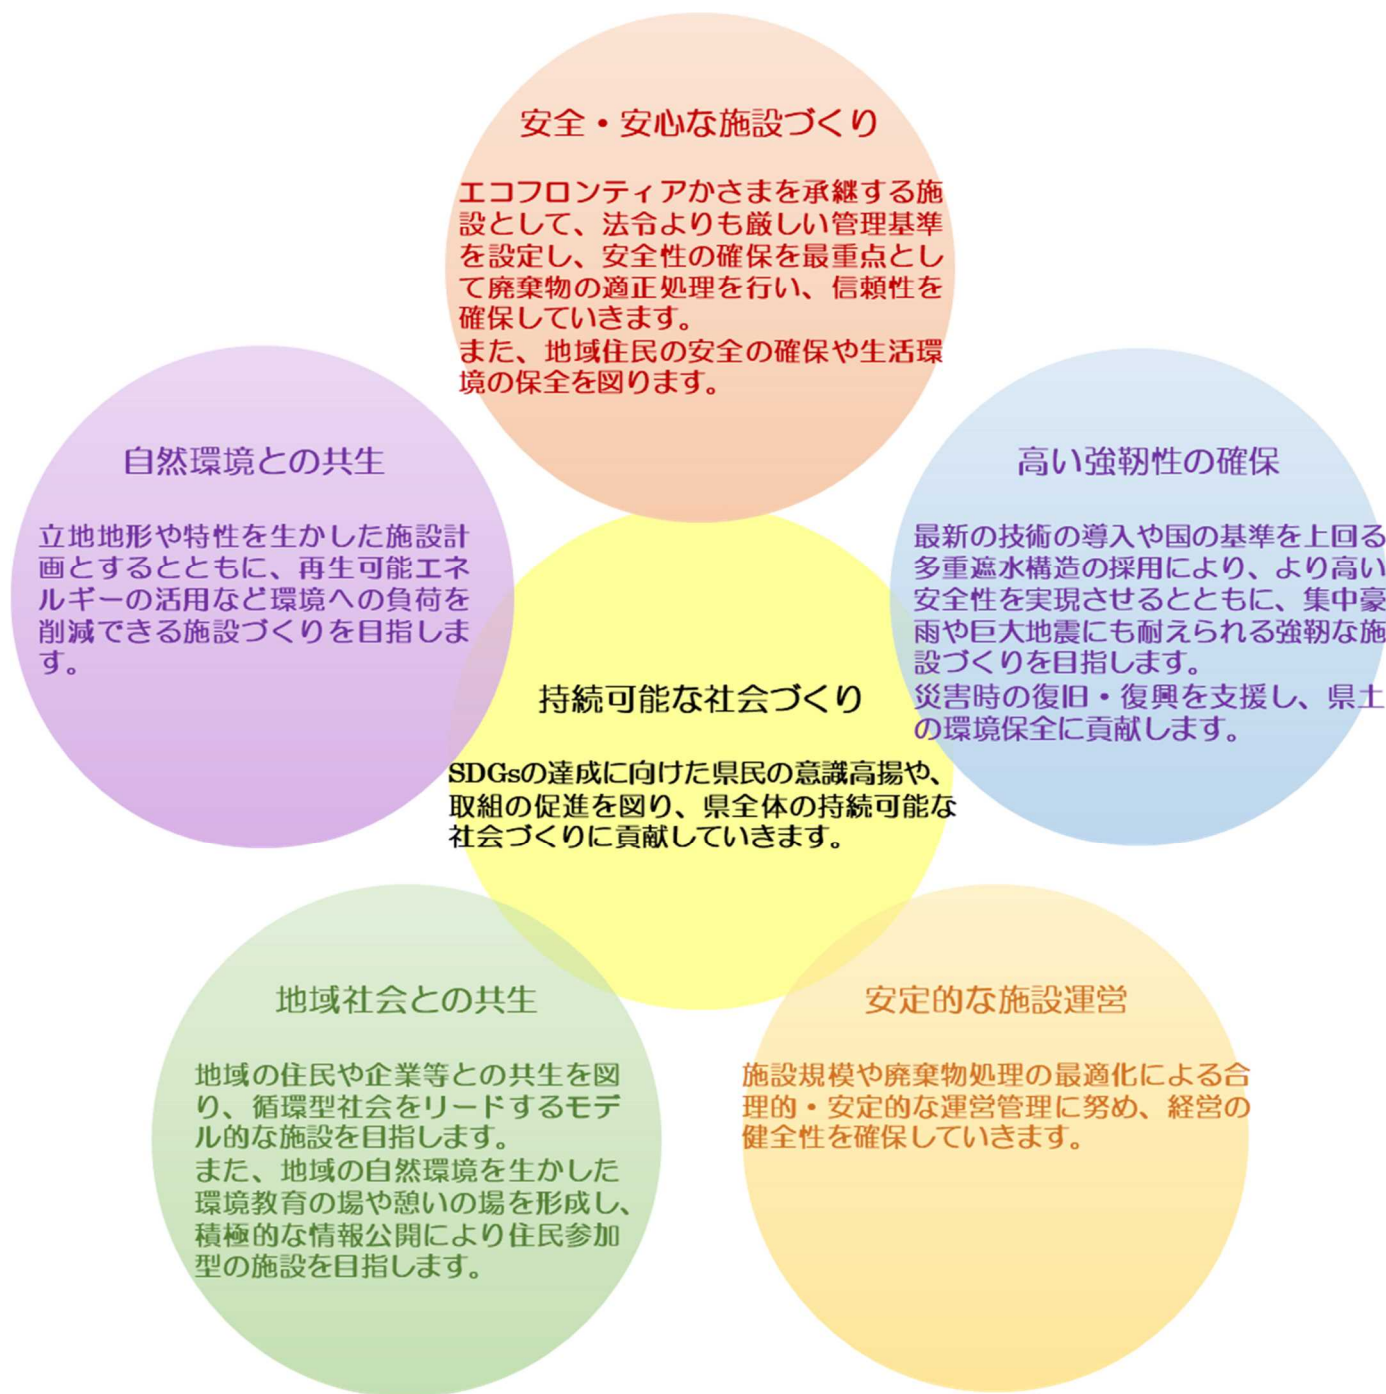 安全・安心な施設づくり
エコフロンティアかさまを承継する施
設として、法令よりも厳しい管理基準
を設定し、安全性の確保を最重点とし
て廃棄物の適正処理を行い、信頼性を
確保していきます。
また、地域住民の安全の確保や生活環
境の保全を図ります。
自然環境との共生
立地地形や特性を生かした施設計
画とするとともに、再生可能エネ
ルギーの活用など環境への負荷を
削減できる施設づくりを目指しま
す。
高い強靭性の確保
最新の技術の導入や国の基準を上回る
多重遮水構造の採用により、より高い
安全性を実現させるとともに、集中豪
雨や巨大地震にも耐えられる強靭な施
設づくりを目指します。
災害時の復旧・復興を支援し、県土
の環境保全に貢献します。
持続可能な社会づくり
SDGsの達成に向けた県民の意識高揚や、
取組の促進を図り、県全体の持続可能な
社会づくりに貢献していきます。
地域社会との共生
地域の住民や企業等との共生を図
り、循環型社会をリードするモデ
ル的な施設を目指します。
また、地域の自然環境を生かした
環境教育の場や憩いの場を形成し、
積極的な情報公開により住民参加
型の施設を目指します。
安定的な施設運営
施設規模や廃棄物処理の最適化による合
理的・安定的な運営管理に努め、経営の
健全性を確保していきます。